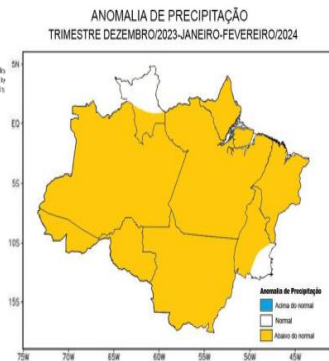 ANOMALIA DE PRECIPITAÇÃO
TRIMESTRE DEZEMBRO/2023-JANEIRO-FEVEREIRO/2024
5N
EQ
5S
10S
15S
75W 70W 65W 60W 55W 50W 45W
Anomalia de Precipitação
Acima do normal
Normal
Abaixo do normal